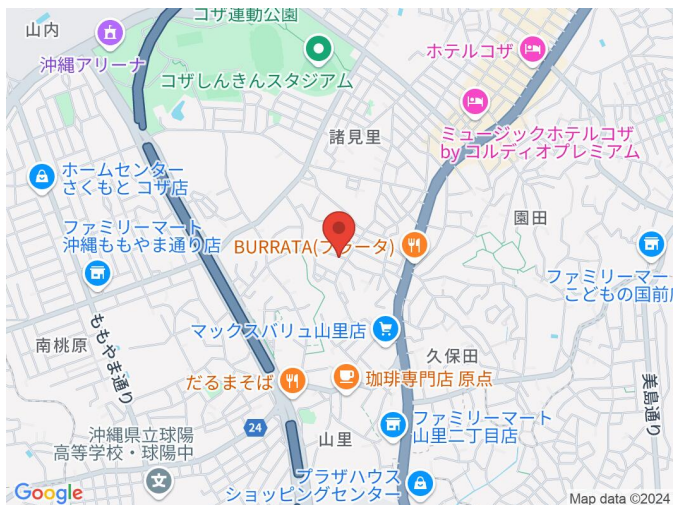 コザ運動公園
山内
沖縄アリーナ
コザしんきんスタジアム
ホテルコザ
諸見里
ミュージックホテルコザ
by コルディオプレミアム
ホームセンター
さくもと コザ店
ファミリーマート
沖縄ももやま通り店
園田
BURRATA(ブラータ)
ファミリーマー
こどもの国前店
南桃原
ももやま通り
マックスバリュ山里店
久保田
美島通り
だるまそば
珈琲専門店 原点
24
沖縄県立球陽
高等学校・球陽中
山里
ファミリーマート
山里二丁目店
プラザハウス
ショッピングセンター
Google
Map data ©2024